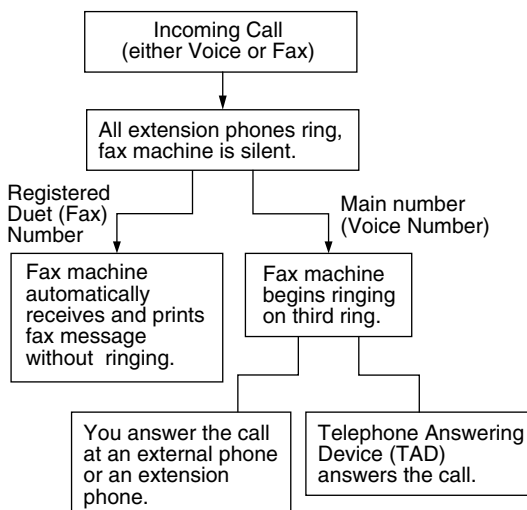 Incoming Call
(either Voice or Fax)
All extension phones ring,
fax machine is silent.
Registered
Duet (Fax)
Number
Main number
(Voice Number)
Fax machine
automatically
receives and prints
fax message
without ringing.
Fax machine
begins ringing
on third ring.
You answer the call
at an external phone
or an extension
phone.
Telephone Answering
Device (TAD)
answers the call.